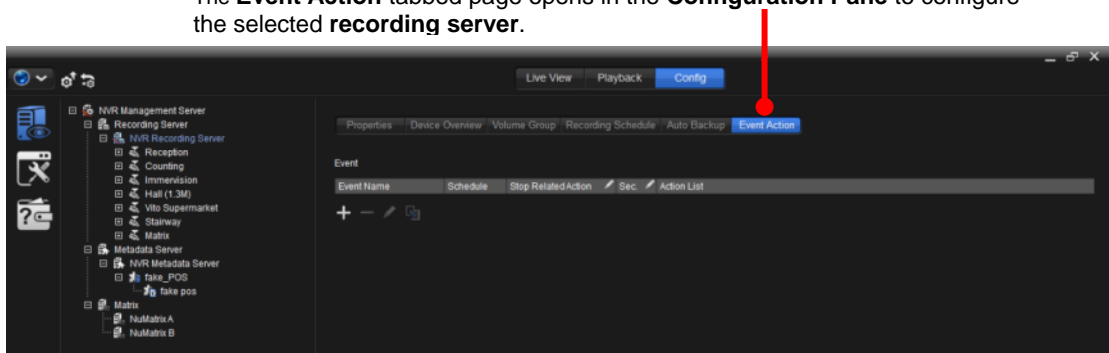 The Event Action tabbed page opens in the Configuration Pane to configure
the selected recording server.
Live View Playback Config
NVR Management Server
Recording Server
NVR Recording Server
Reception
Counting
Immervision
Hall (1.3M)
Vito Supermarket
Stairway
Matrix
Metadata Server
NVR Metadata Server
fake_POS
fake pos
Matrix
NuMatrix A
NuMatrix B
Properties Device Overview Volume Group Recording Schedule Auto Backup Event Action
Event
Event Name Schedule Stop Related Action Sec. Action List